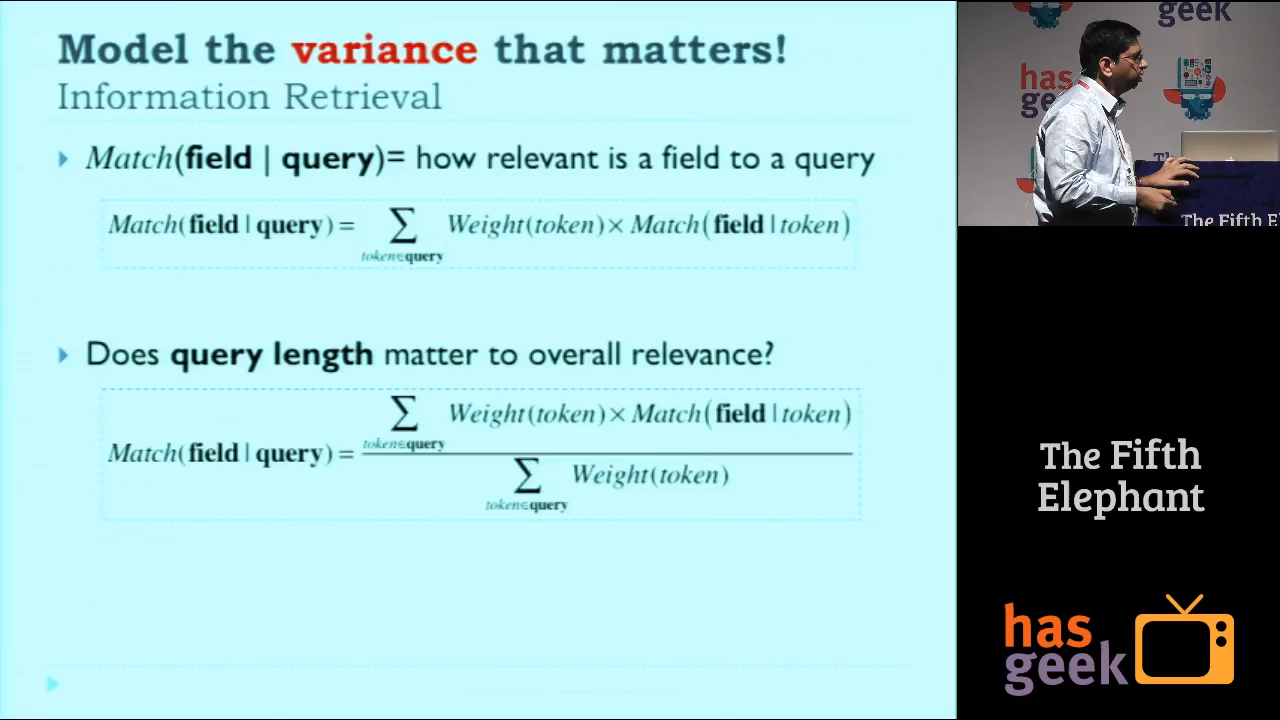 Model the variance that matters!
Information Retrieval
Match(field | query)= how relevant is a field to a query
Match(field | query) = ∑ Weight(token) × Match(field | token)
token∈query
Does query length matter to overall relevance?
∑ Weight(token) × Match(field | token)
token∈query
Match(field | query) =
∑ Weight(token)
token∈query
geek
has
geek
The Fifth
The Fifth
Elephant
has
geek